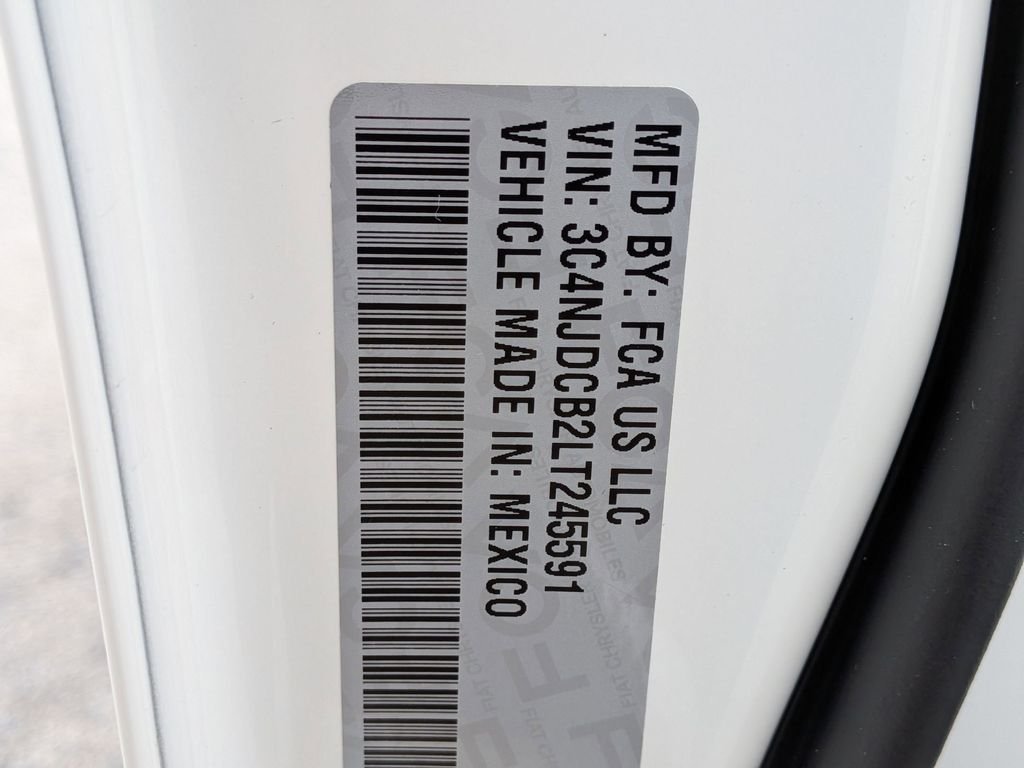 MFD BY: FCA US LLC
VIN: 3C4NJDCB2LT245591
VEHICLE MADE IN: MEXICO